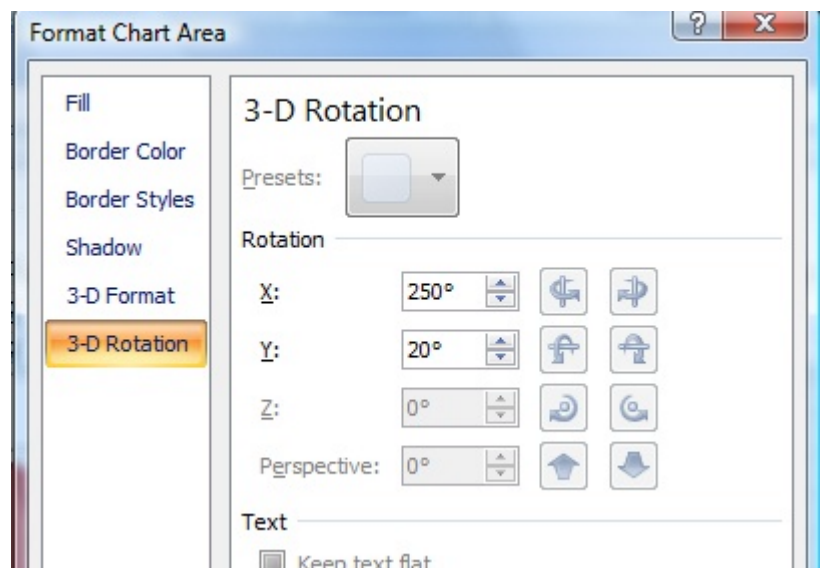 Format Chart Area
?
X
Fill
Border Color
Border Styles
Shadow
3-D Format
3-D Rotation
3-D Rotation
Presets:
Rotation
X: 250°
Y: 20°
Z: 0°
Perspective: 0°
Text
Keep text flat